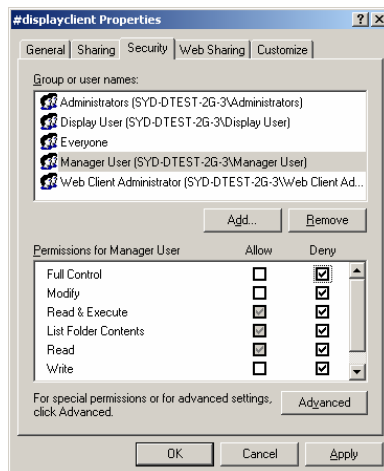 #displayclient Properties
General Sharing Security Web Sharing Customize
Group or user names:
Administrators (SYD-DTEST-2G-3\Administrators)
Display User (SYD-DTEST-2G-3\Display User)
Everyone
Manager User (SYD-DTEST-2G-3\Manager User)
Web Client Administrator (SYD-DTEST-2G-3\Web Client Ad...
Add... Remove
Permissions for Manager User Allow Deny
Full Control
Modify
Read & Execute
List Folder Contents
Read
Write
For special permissions or for advanced settings,
click Advanced.
Advanced
OK Cancel Apply